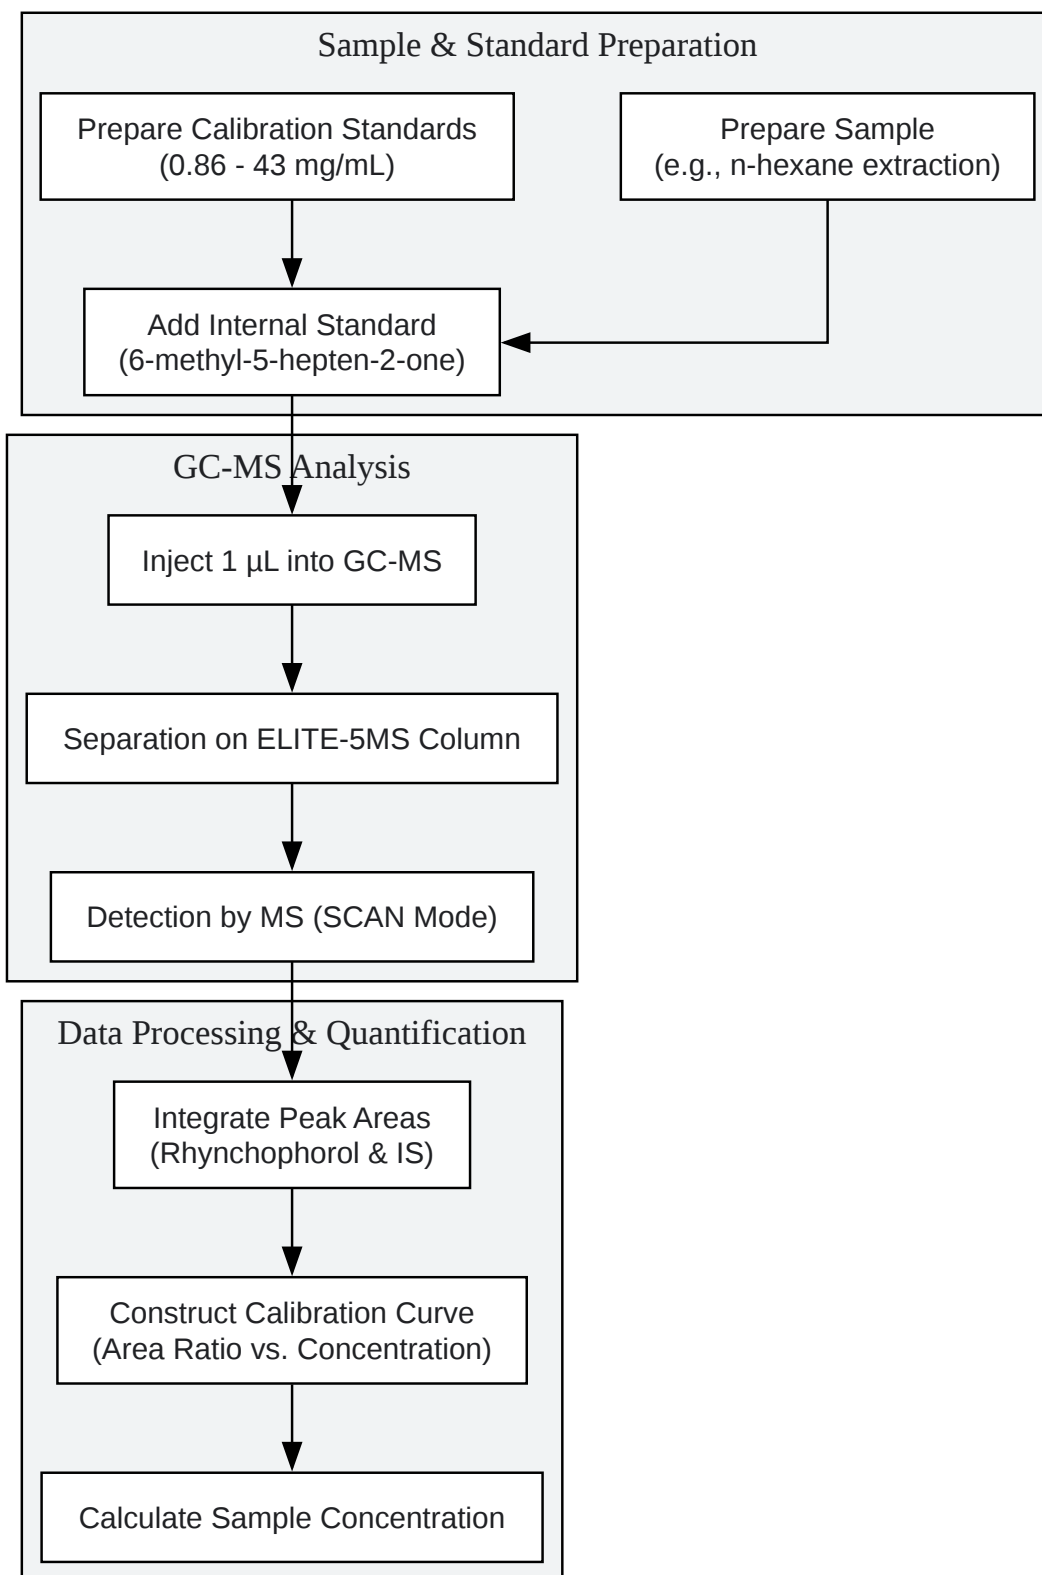 Sample & Standard Preparation
Prepare Calibration Standards
(0.86 - 43 mg/mL)
Prepare Sample
(e.g., n-hexane extraction)
Add Internal Standard
(6-methyl-5-hepten-2-one)
GC-MS Analysis
Inject 1 µL into GC-MS
Separation on ELITE-5MS Column
Detection by MS (SCAN Mode)
Data Processing & Quantification
Integrate Peak Areas
(Rhynchophorol & IS)
Construct Calibration Curve
(Area Ratio vs. Concentration)
Calculate Sample Concentration